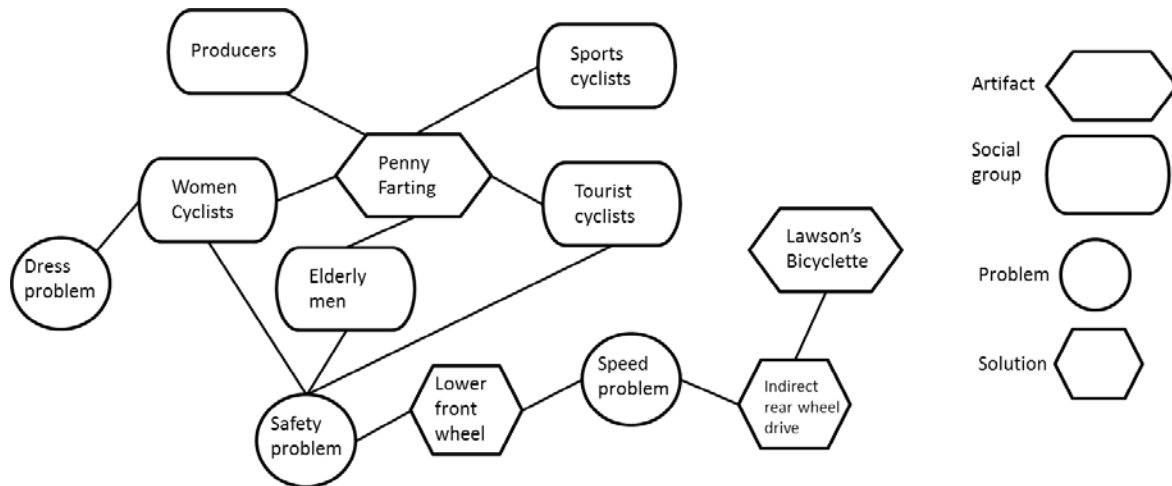 Producers
Sports
cyclists
Artifact
Penny
Farting
Social
group
Women
Cyclists
Tourist
cyclists
Lawson's
Bicyclette
Dress
problem
Elderly
men
Problem
Speed
problem
Lower
front
wheel
Indirect
rear wheel
drive
Solution
Safety
problem